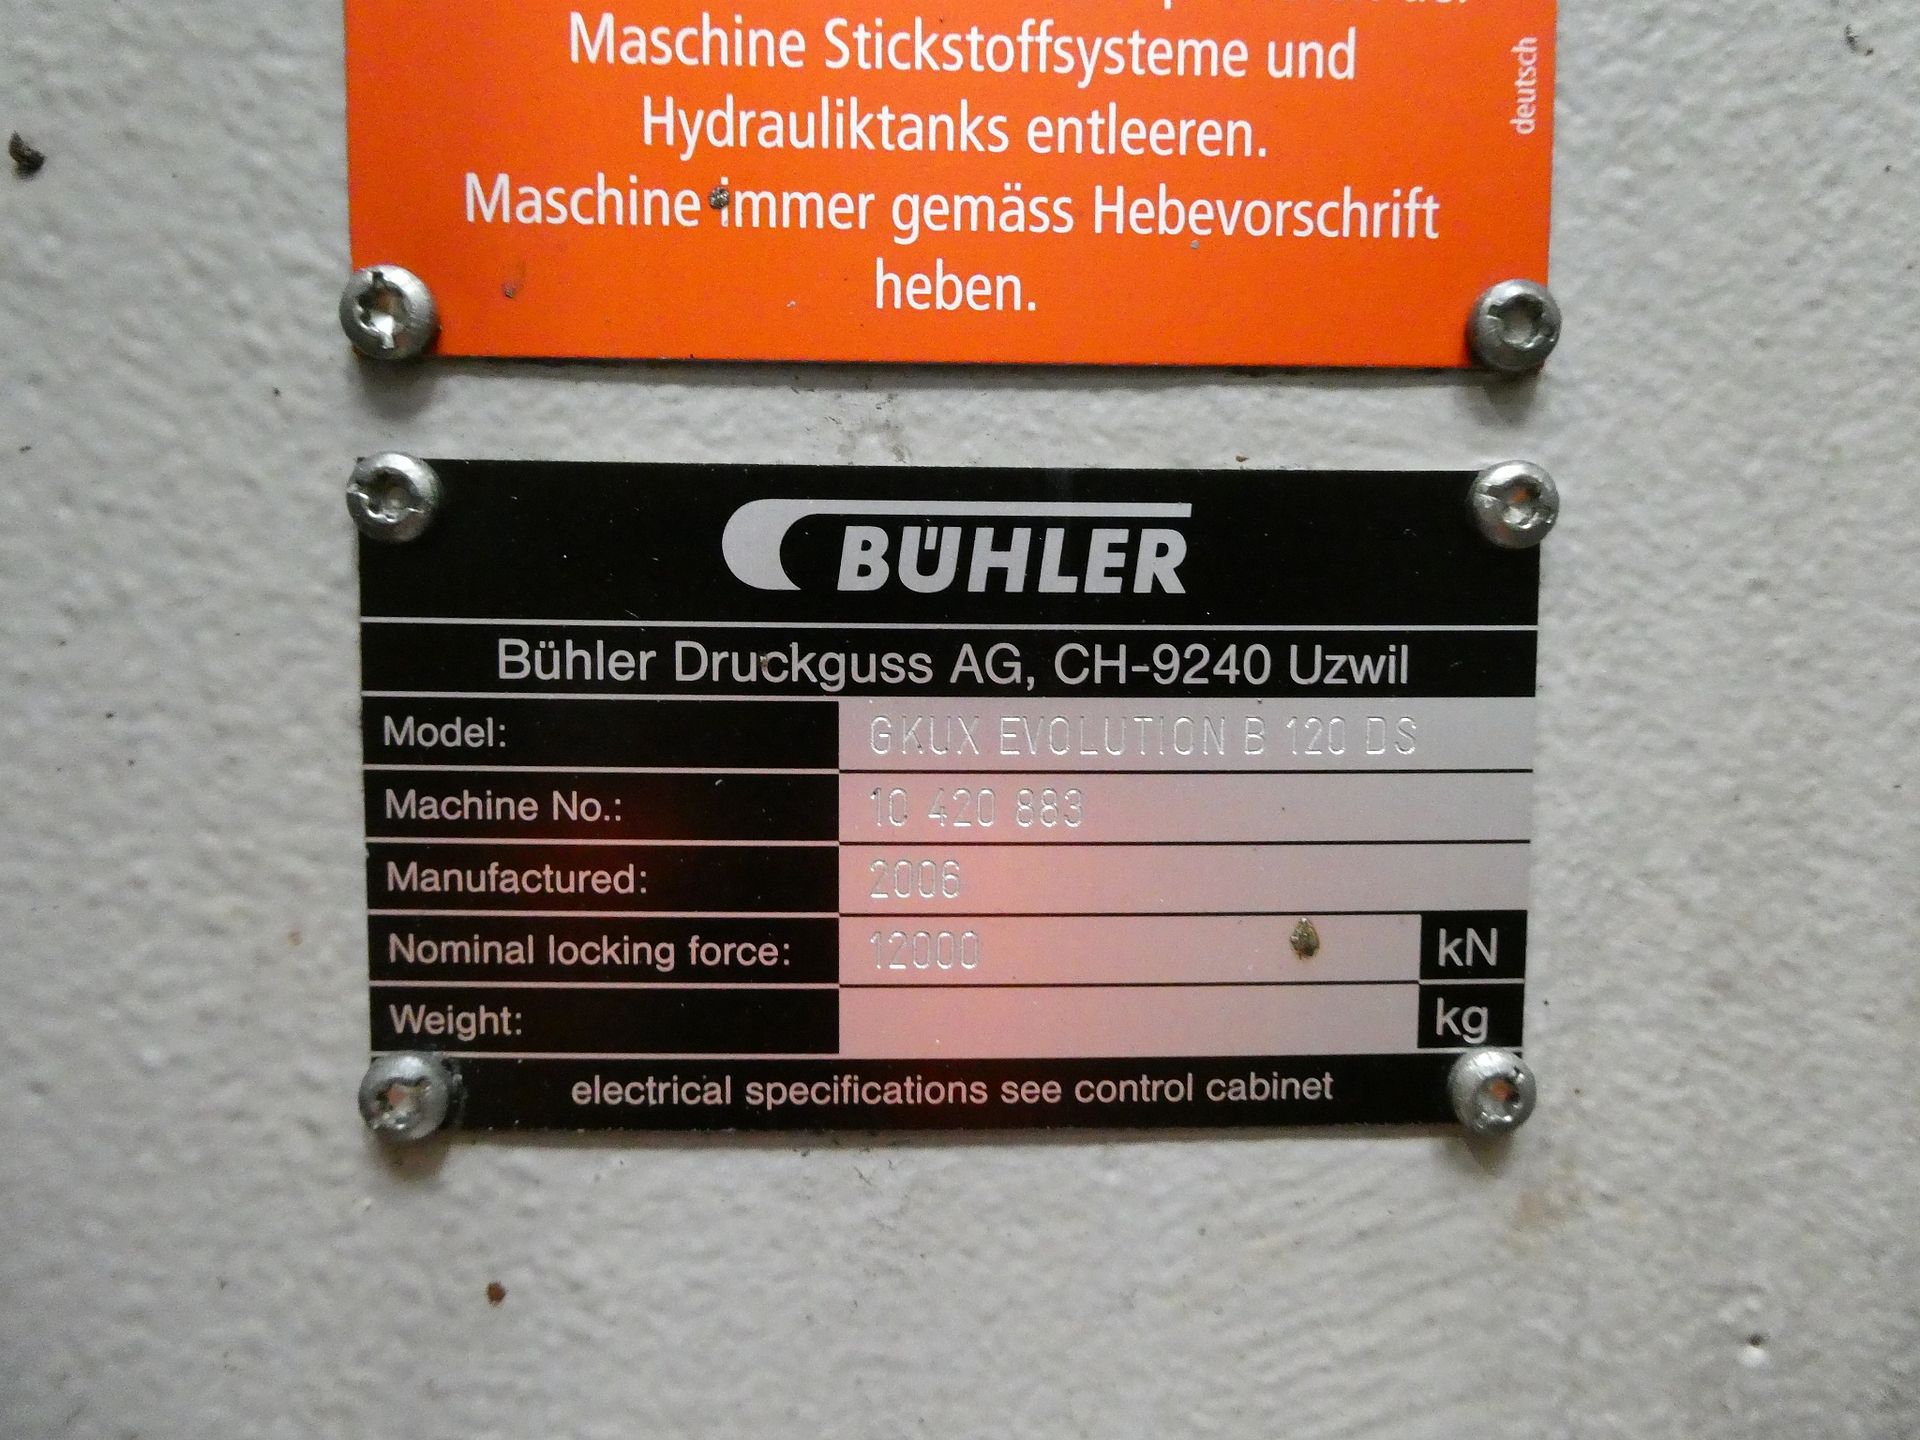 Maschine Stickstoffsysteme und
Hydrauliktanks entleeren.
Maschine immer gemäss Hebevorschrift
heben.
deutsch
BÜHLER
Bühler Druckguss AG, CH-9240 Uzwil
Model: GKUX EVOLUTION B 120 DS
Machine No.: 10 420 883
Manufactured: 2006
Nominal locking force: 12000 kN
Weight: kg
electrical specifications see control cabinet